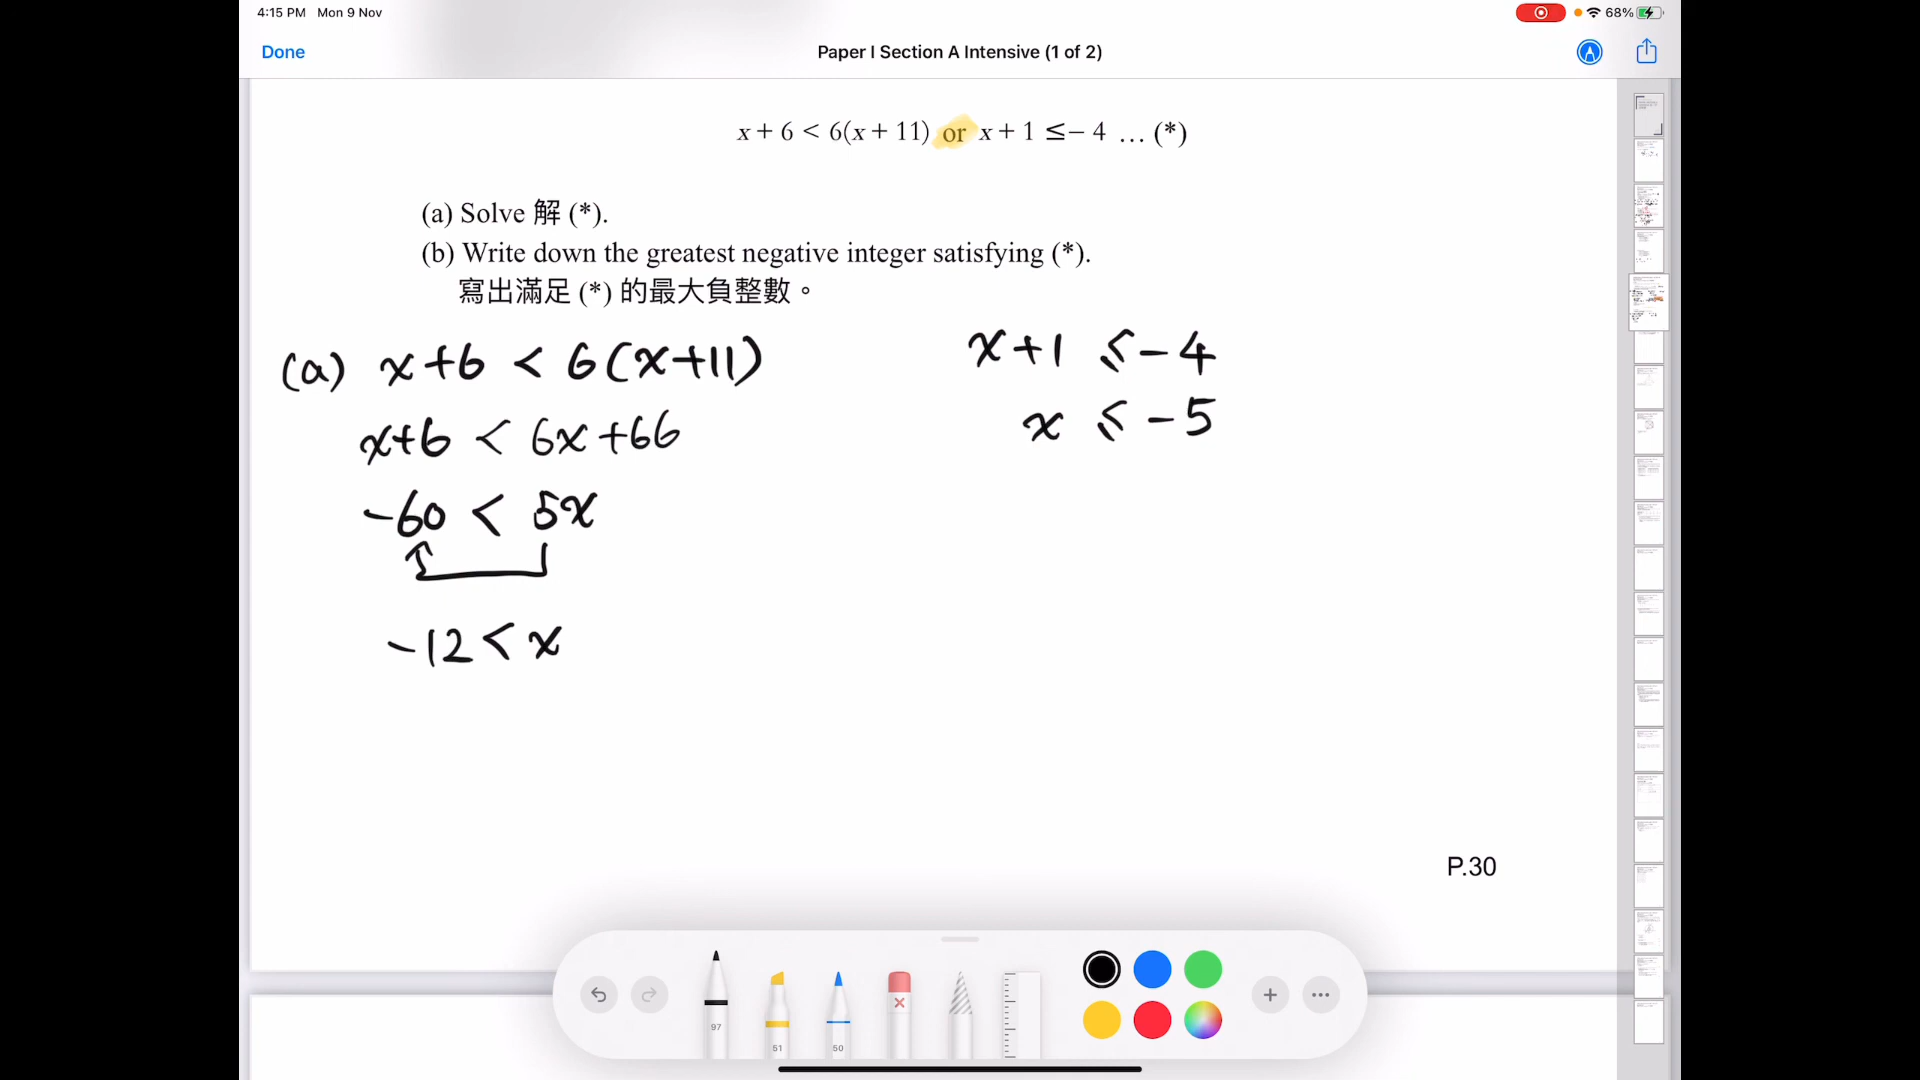 4:15 PM Mon 9 Nov
68%
Done
Paper I Section A Intensive (1 of 2)
x + 6 < 6(x + 11) or x + 1 ≤ − 4 … (*)
(a) Solve 解 (*).
(b) Write down the greatest negative integer satisfying (*).
寫出滿足 (*) 的最大負整數。
(a) x+6 < 6(x+11)
x+6 < 6x+66
-60 < 5x
-12 < x
x+1 ≤ -4
x ≤ -5
P.30
97
51
50